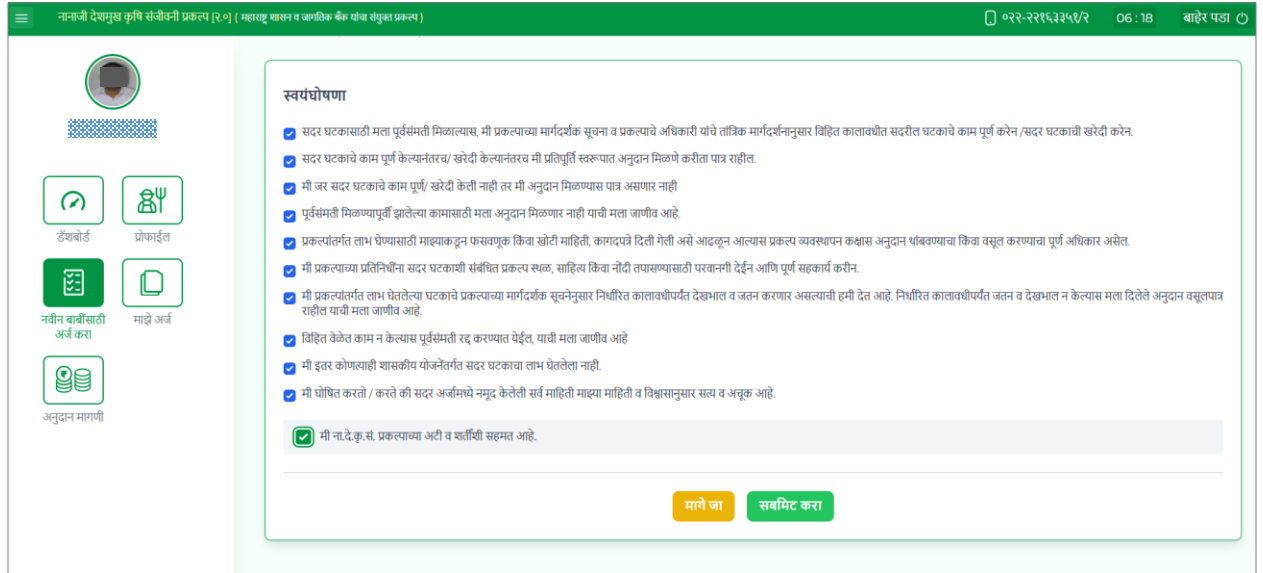 नानाजी देशमुख कृषि संजीवनी प्रकल्प [२.०] ( महाराष्ट्र शासन व जागतिक बँक यांचा संयुक्त प्रकल्प )
०२२-२२१६३३५१/२
06 : 18
बाहेर पडा
डॅशबोर्ड
प्रोफाईल
नवीन बाबींसाठी
अर्ज करा
माझे अर्ज
अनुदान मागणी
स्वयंघोषणा
सदर घटकासाठी मला पूर्वसंमती मिळाल्यास, मी प्रकल्पाच्या मार्गदर्शक सूचना व प्रकल्पाचे अधिकारी यांचे तांत्रिक मार्गदर्शनानुसार विहित कालावधीत सदरील घटकाचे काम पूर्ण करेन /सदर घटकाची खरेदी करेन.
सदर घटकाचे काम पूर्ण केल्यानंतरच/ खरेदी केल्यानंतरच मी प्रतिपूर्ति स्वरूपात अनुदान मिळणे करीता पात्र राहील.
मी जर सदर घटकाचे काम पूर्ण/ खरेदी केली नाही तर मी अनुदान मिळण्यास पात्र असणार नाही
पूर्वसंमती मिळण्यापूर्वी झालेल्या कामासाठी मला अनुदान मिळणार नाही याची मला जाणीव आहे.
प्रकल्पांतर्गत लाभ घेण्यासाठी माझ्याकडून फसवणूक किंवा खोटी माहिती, कागदपत्रे दिली गेली असे आढळून आल्यास प्रकल्प व्यवस्थापन कक्षास अनुदान थांबवण्याचा किंवा वसूल करण्याचा पूर्ण अधिकार असेल.
मी प्रकल्पाच्या प्रतिनिधींना सदर घटकाशी संबंधित प्रकल्प स्थळ, साहित्य किंवा नोंदी तपासण्यासाठी परवानगी देईन आणि पूर्ण सहकार्य करीन.
मी प्रकल्पांतर्गत लाभ घेतलेल्या घटकाचे प्रकल्पाच्या मार्गदर्शक सूचनेनुसार निर्धारित कालावधीपर्यंत देखभाल व जतन करणार असल्याची हमी देत आहे. निर्धारित कालावधीपर्यंत जतन व देखभाल न केल्यास मला दिलेले अनुदान वसूलपात्र
राहील याची मला जाणीव आहे.
विहित वेळेत काम न केल्यास पूर्वसंमती रद्द करण्यात येईल, याची मला जाणीव आहे
मी इतर कोणत्याही शासकीय योजनेंतर्गत सदर घटकाचा लाभ घेतलेला नाही.
मी घोषित करतो / करते की सदर अर्जामध्ये नमूद केलेली सर्व माहिती माझ्या माहिती व विश्वासानुसार सत्य व अचूक आहे.
मी ना.दे.कृ.सं. प्रकल्पाच्या अटी व शर्तींशी सहमत आहे.
मागे जा
सबमिट करा